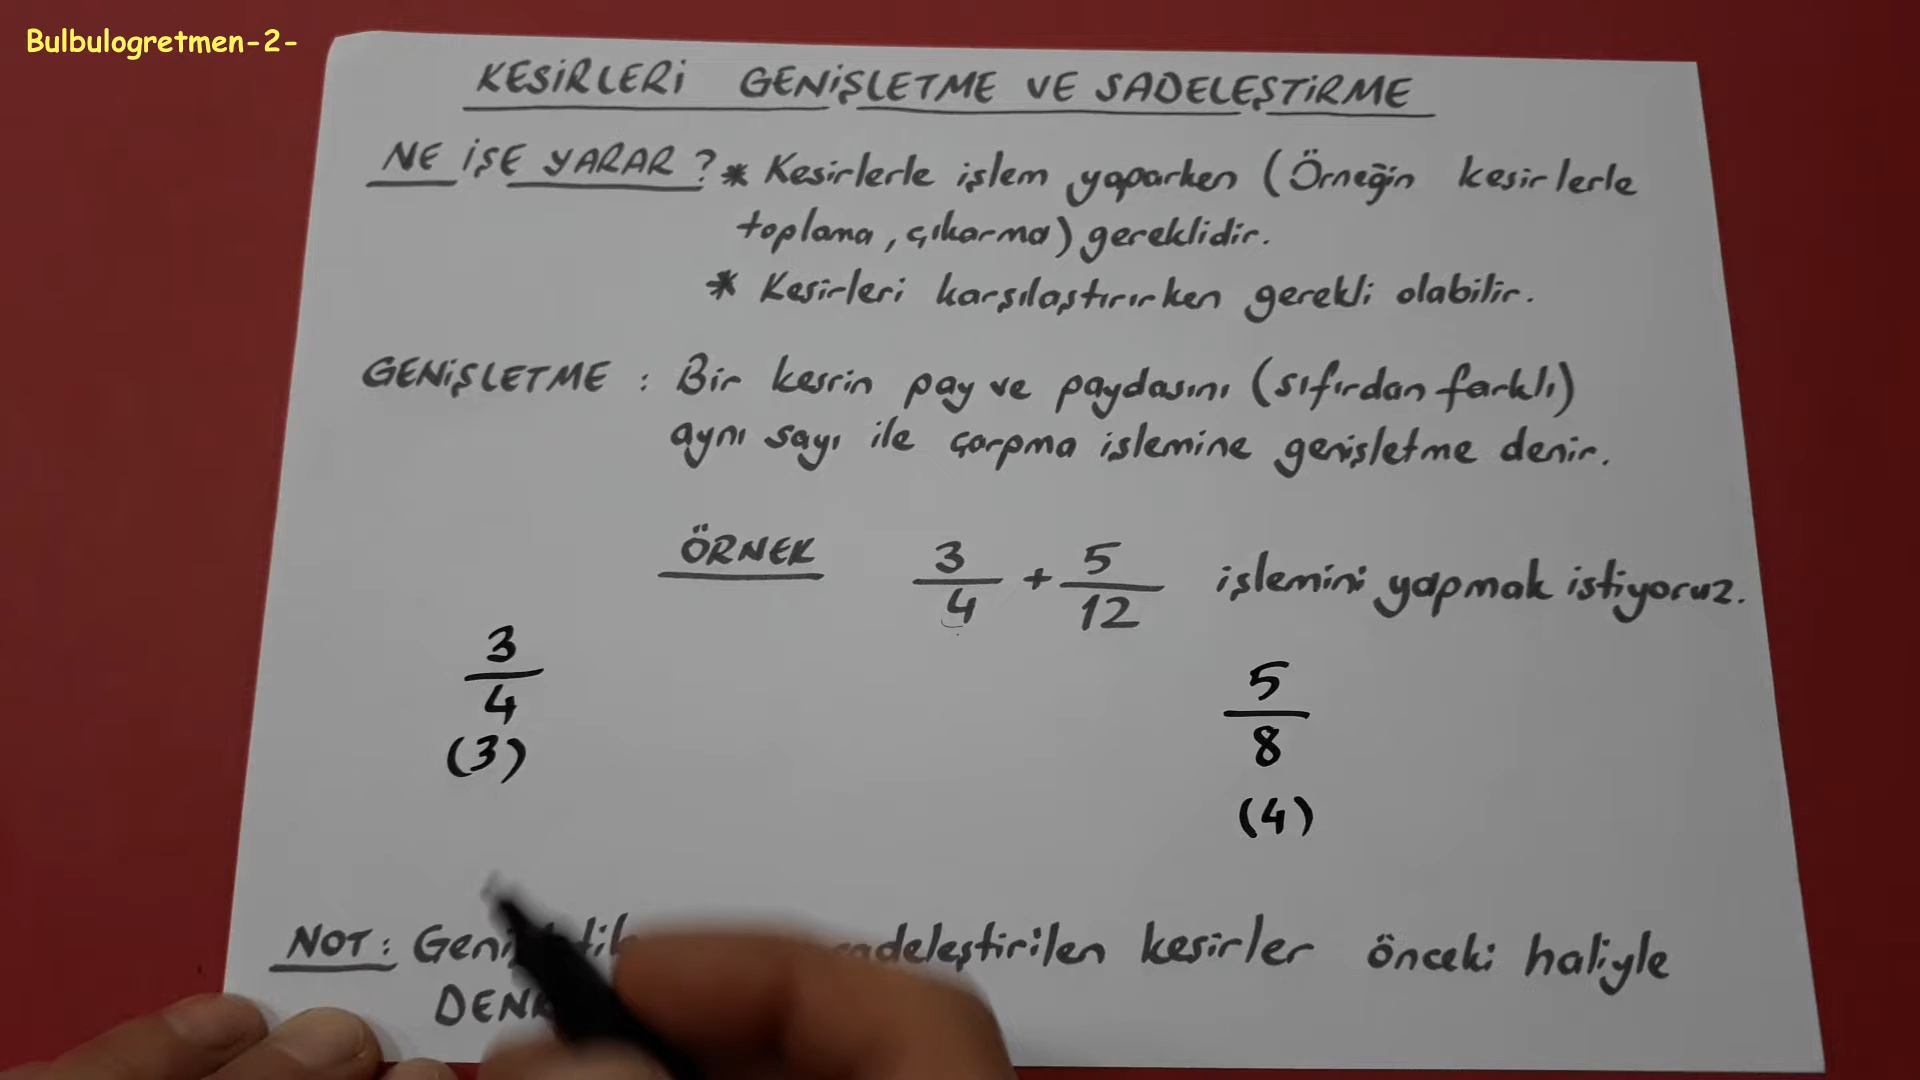 Bulbulogretmen-2-
KESİRLERİ GENİŞLETME VE SADELEŞTİRME
NE İŞE YARAR? * Kesirlerle işlem yaparken (Örneğin kesirlerle
toplama, çıkarma) gereklidir.
* Kesirleri karşılaştırırken gerekli olabilir.
GENİŞLETME : Bir kesrin pay ve paydasını (sıfırdan farklı)
aynı sayı ile çarpma işlemine genişletme denir.
ÖRNEK 3/4 + 5/12 işlemini yapmak istiyoruz.
3/4
(3)
5/8
(4)
NOT: kesirler önceki haliyle